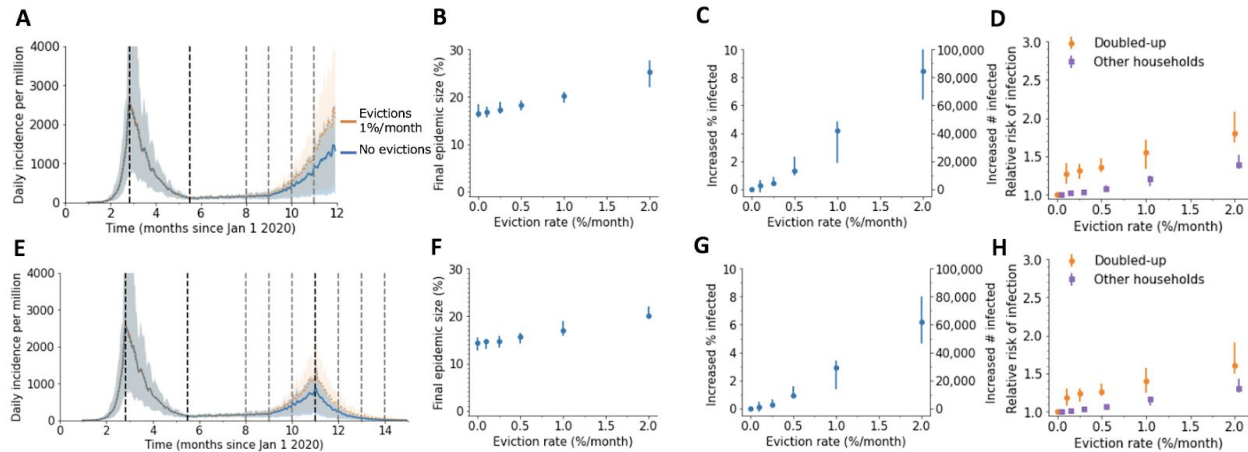 A
Daily incidence per million
4000
3000
2000
1000
0
0 2 4 6 8 10 12
Time (months since Jan 1 2020)
Evictions
1%/month
No evictions
B
Final epidemic size (%)
30
20
10
0
0.0 0.5 1.0 1.5 2.0
Eviction rate (%/month)
C
Increased % infected
10
8
6
4
2
0
0.0 0.5 1.0 1.5 2.0
Eviction rate (%/month)
100,000
80,000
60,000
40,000
20,000
0
Increased # infected
D
Relative risk of infection
3.0
2.5
2.0
1.5
1.0
Doubled-up
Other households
0.0 0.5 1.0 1.5 2.0
Eviction rate (%/month)
E
Daily incidence per million
4000
3000
2000
1000
0
0 2 4 6 8 10 12 14
Time (months since Jan 1 2020)
F
Final epidemic size (%)
30
20
10
0
0.0 0.5 1.0 1.5 2.0
Eviction rate (%/month)
G
Increased % infected
10
8
6
4
2
0
0.0 0.5 1.0 1.5 2.0
Eviction rate (%/month)
100,000
80,000
60,000
40,000
20,000
0
Increased # infected
H
Relative risk of infection
3.0
2.5
2.0
1.5
1.0
Doubled-up
Other households
0.0 0.5 1.0 1.5 2.0
Eviction rate (%/month)